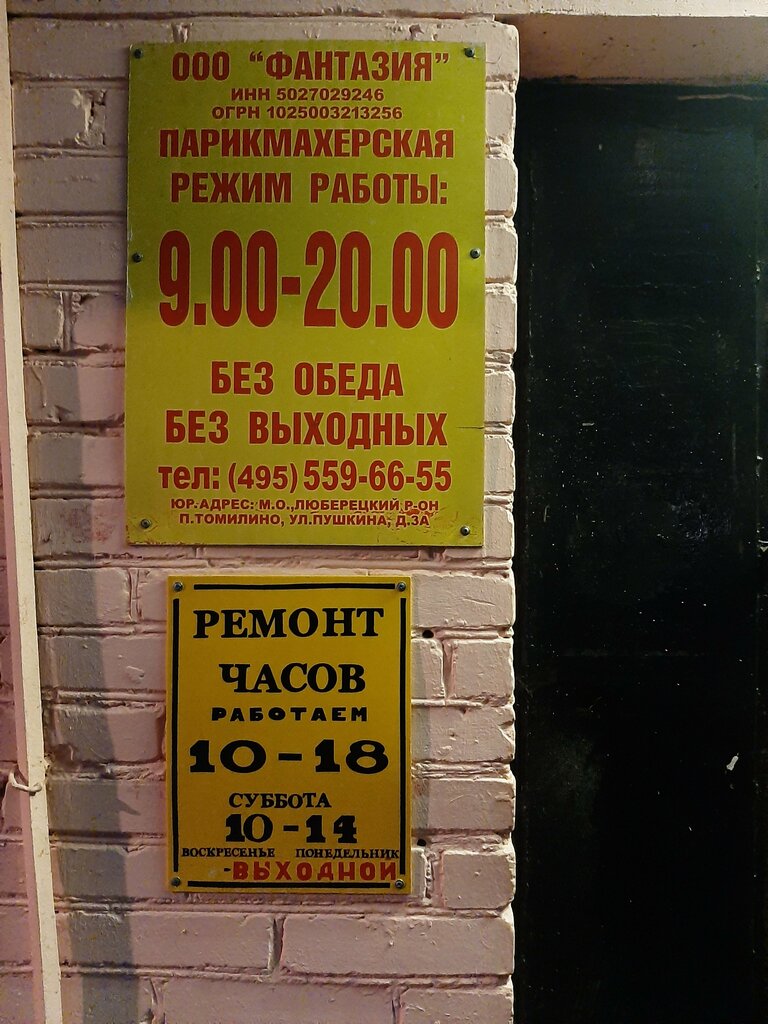 ООО "ФАНТАЗИЯ"
ИНН 5027029246
ОГРН 1025003213256
ПАРИКМАХЕРСКАЯ
РЕЖИМ РАБОТЫ:
9.00-20.00
БЕЗ ОБЕДА
БЕЗ ВЫХОДНЫХ
тел: (495) 559-66-55
ЮР.АДРЕС: М.О.,ЛЮБЕРЕЦКИЙ Р-ОН
П.ТОМИЛИНО, УЛ.ПУШКИНА, Д.3А
РЕМОНТ
ЧАСОВ
РАБОТАЕМ
10-18
СУББОТА
10-14
ВОСКРЕСЕНЬЕ ПОНЕДЕЛЬНИК
-ВЫХОДНОЙ